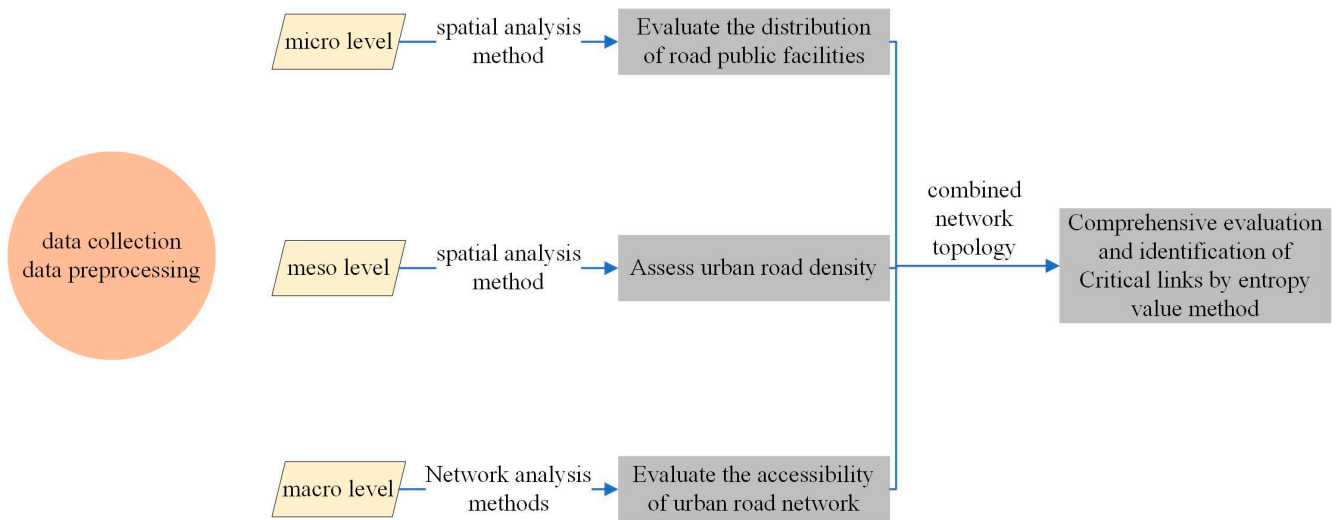 data collection
data preprocessing
micro level
spatial analysis
method
Evaluate the distribution
of road public facilities
meso level
spatial analysis
method
Assess urban road density
macro level
Network analysis
methods
Evaluate the accessibility
of urban road network
combined
network
topology
Comprehensive evaluation
and identification of
Critical links by entropy
value method